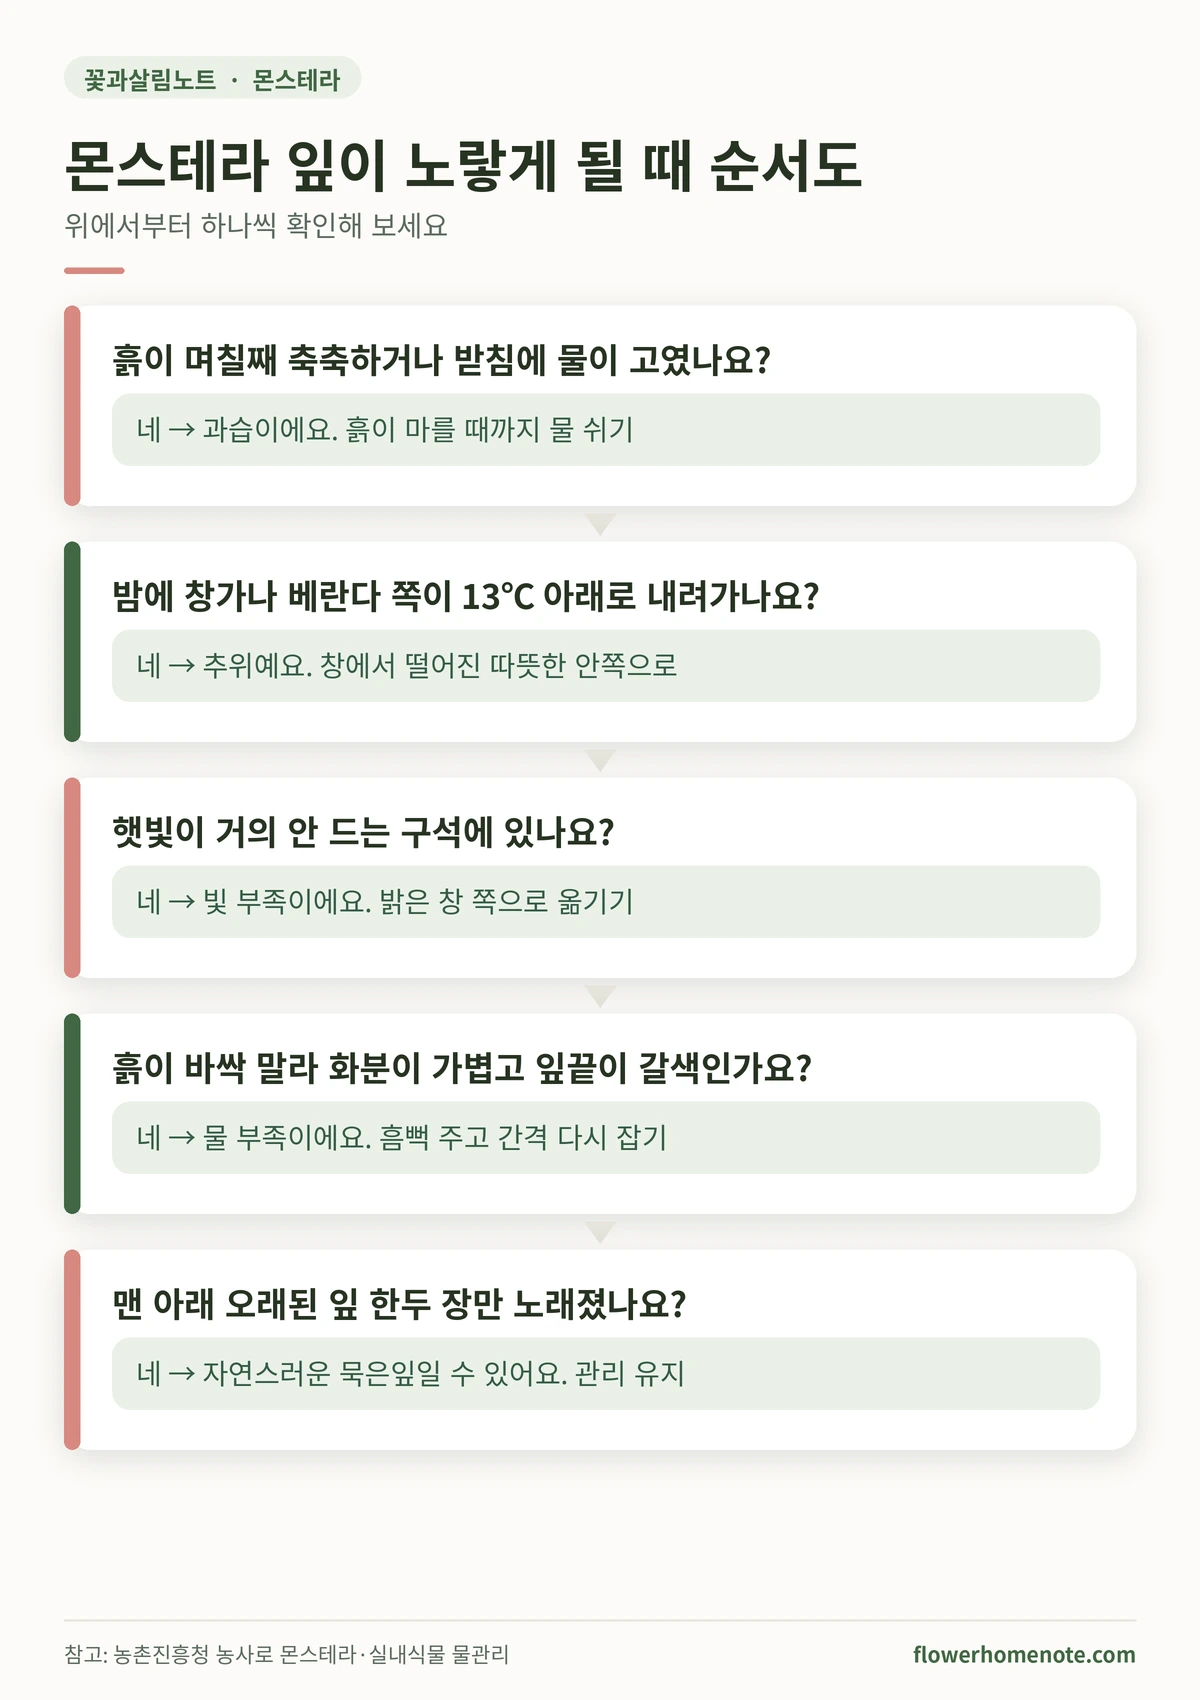 꽃과살림노트 · 몬스테라
몬스테라 잎이 노랗게 될 때 순서도
위에서부터 하나씩 확인해 보세요
흙이 며칠째 축축하거나 받침에 물이 고였나요?
네 → 과습이에요. 흙이 마를 때까지 물 쉬기
밤에 창가나 베란다 쪽이 13℃ 아래로 내려가나요?
네 → 추위예요. 창에서 떨어진 따뜻한 안쪽으로
햇빛이 거의 안 드는 구석에 있나요?
네 → 빛 부족이에요. 밝은 창 쪽으로 옮기기
흙이 바싹 말라 화분이 가볍고 잎끝이 갈색인가요?
네 → 물 부족이에요. 흠뻑 주고 간격 다시 잡기
맨 아래 오래된 잎 한두 장만 노래졌나요?
네 → 자연스러운 묵은잎일 수 있어요. 관리 유지
참고: 농촌진흥청 농사로 몬스테라·실내식물 물관리
flowerhomenote.com